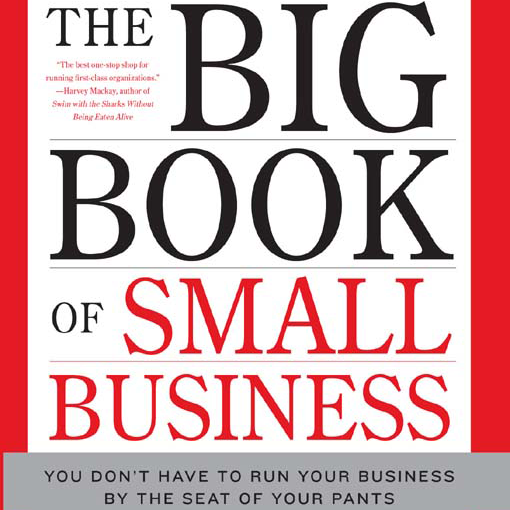 THE BIG
"The best one-stop shop for
running first-class organizations."
—Harvey Mackay, author of
Swim with the Sharks Without
Being Eaten Alive
BOOK
OF SMALL
BUSINESS
YOU DON'T HAVE TO RUN YOUR BUSINESS
BY THE SEAT OF YOUR PANTS